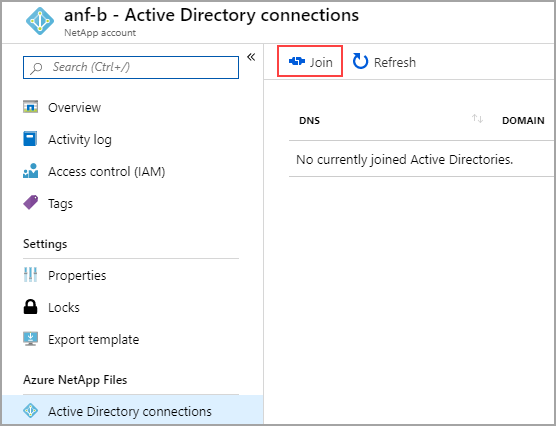 anf-b - Active Directory connections
NetApp account
Search (Ctrl+/)
«
Overview
Activity log
Access control (IAM)
Tags
Settings
Properties
Locks
Export template
Azure NetApp Files
Active Directory connections
Join
Refresh
DNS
DOMAIN
No currently joined Active Directories.